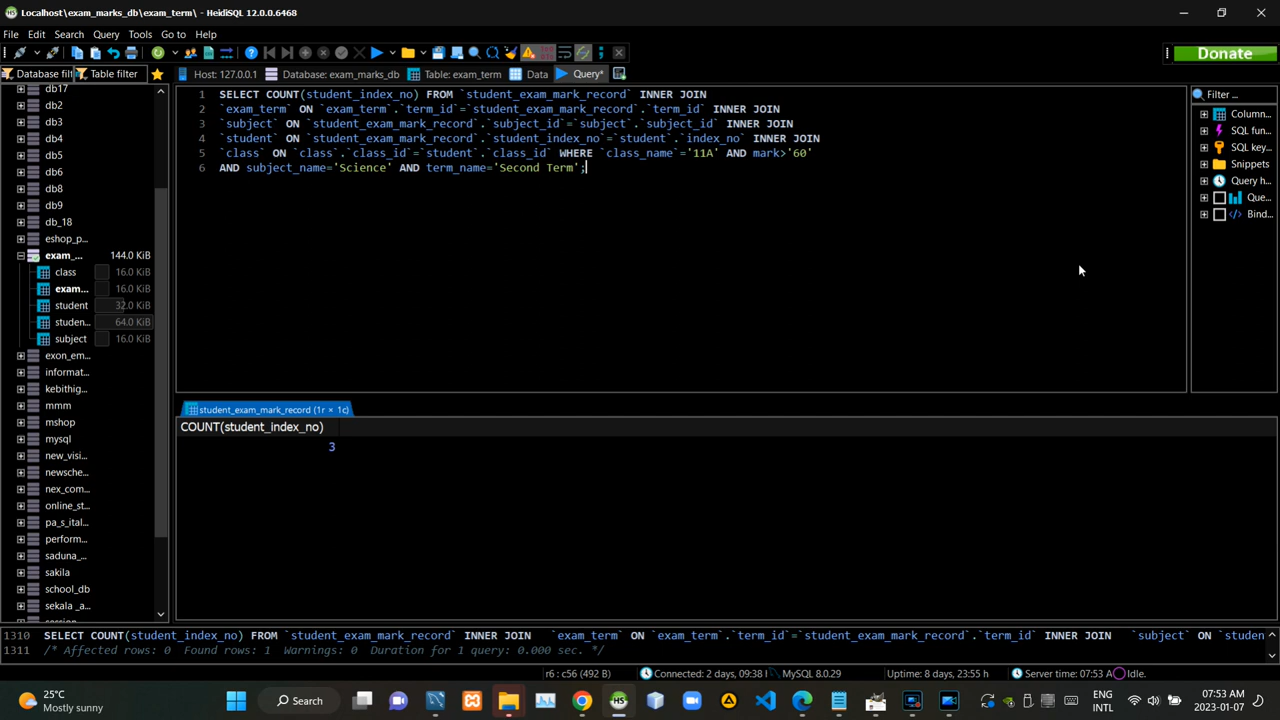 Localhost\exam_marks_db\exam_term\ - HeidiSQL 12.0.0.6468
File Edit Search Query Tools Go to Help
Donate
Database filt Table filter Host: 127.0.0.1 Database: exam_marks_db Table: exam_term Data Query*
db17
db2
db3
db4
db5
db6
db8
db9
db_18
eshop_p...
exam_... 144.0 KiB
class 16.0 KiB
exam... 16.0 KiB
student 32.0 KiB
studen... 64.0 KiB
subject 16.0 KiB
exon_em...
informat...
kebithig...
mmm
mshop
mysql
new_visi...
newsche...
nex_com...
online_st...
pa_s_ital...
perform...
saduna_...
sakila
school_db
sekala _a...
session
1 SELECT COUNT(student_index_no) FROM `student_exam_mark_record` INNER JOIN
2 `exam_term` ON `exam_term`.`term_id`=`student_exam_mark_record`.`term_id` INNER JOIN
3 `subject` ON `student_exam_mark_record`.`subject_id`=`subject`.`subject_id` INNER JOIN
4 `student` ON `student_exam_mark_record`.`student_index_no`=`student`.`index_no` INNER JOIN
5 `class` ON `class`.`class_id`=`student`.`class_id` WHERE `class_name`='11A' AND mark>'60'
6 AND subject_name='Science' AND term_name='Second Term';
Filter ...
Column...
SQL fun...
SQL key...
Snippets
Query h...
Que...
Bind...
student_exam_mark_record (1r × 1c)
COUNT(student_index_no)
3
1310 SELECT COUNT(student_index_no) FROM `student_exam_mark_record` INNER JOIN `exam_term` ON `exam_term`.`term_id`=`student_exam_mark_record`.`term_id` INNER JOIN `subject` ON `studen
1311 /* Affected rows: 0 Found rows: 1 Warnings: 0 Duration for 1 query: 0.000 sec. */
r6 : c56 (492 B) Connected: 2 days, 09:38 h MySQL 8.0.29 Uptime: 8 days, 23:55 h Server time: 07:53 A Idle.
25°C
Mostly sunny
Search
ENG
INTL
07:53 AM
2023-01-07